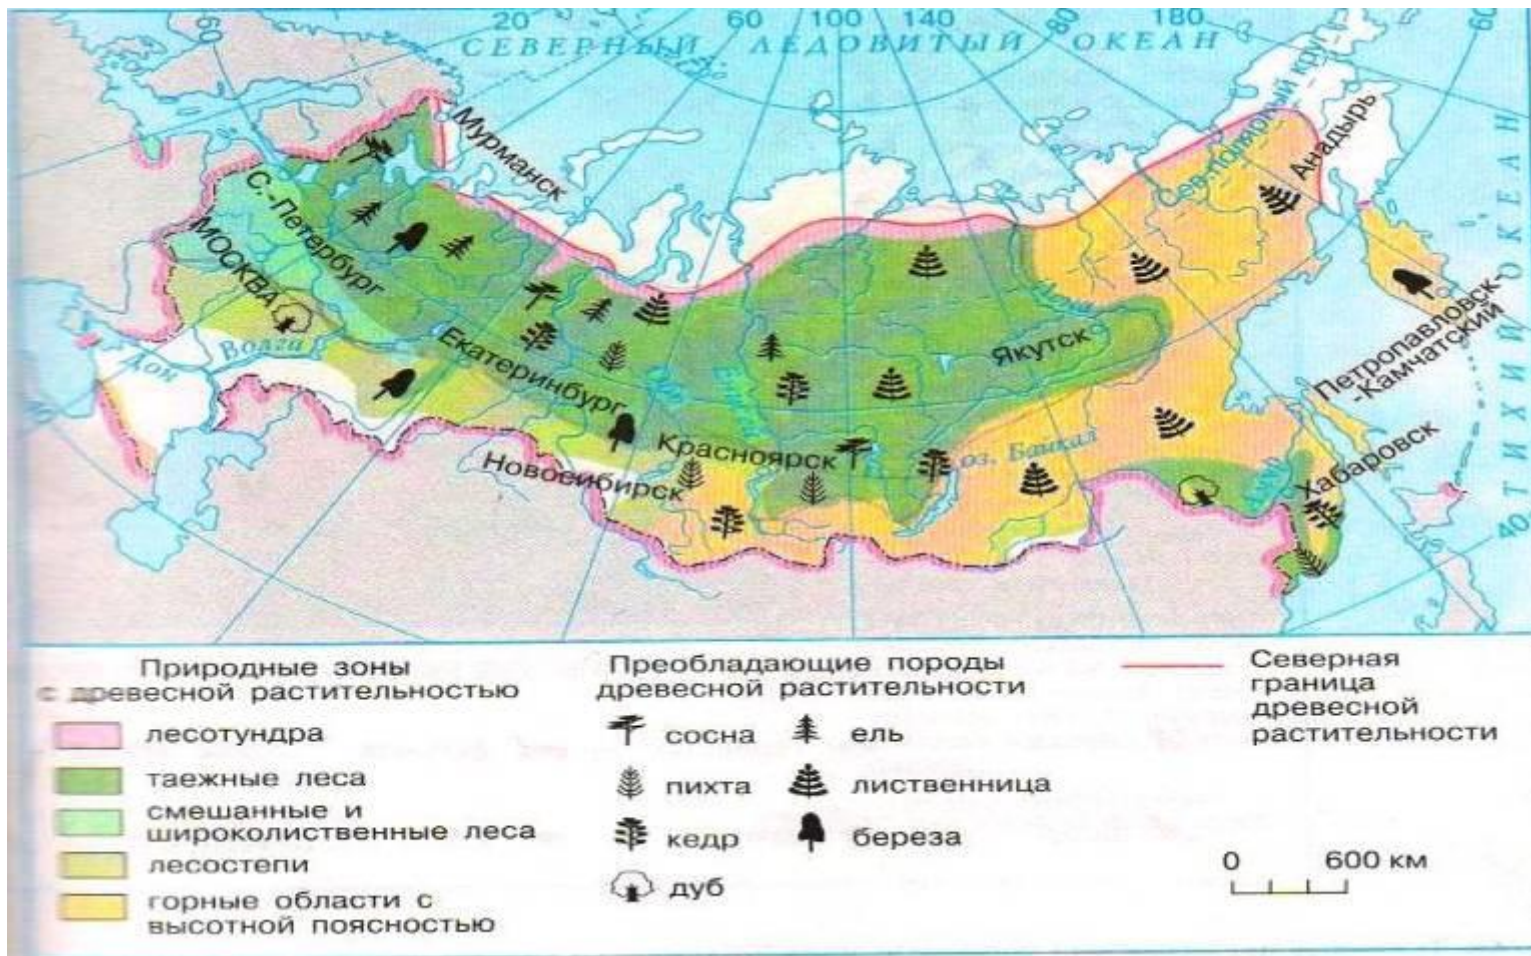 20
60
100
140
80
180
60
60
СЕВЕРНЫЙ ЛЕДОВИТЫЙ ОКЕАН
Сев. полярный круг
Мурманск
Анадырь
С.-Петербург
МОСКВА
Екатеринбург
Волга
Дон
Якутск
Петропавловск-
-Камчатский
ТИХИЙ ОКЕАН
Красноярск
Новосибирск
оз. Байкал
Хабаровск
40
Природные зоны
с древесной растительностью
лесотундра
таежные леса
смешанные и
широколиственные леса
лесостепи
горные области с
высотной поясностью
Преобладающие породы
древесной растительности
сосна
ель
пихта
лиственница
кедр
береза
дуб
Северная
граница
древесной
растительности
0 600 км